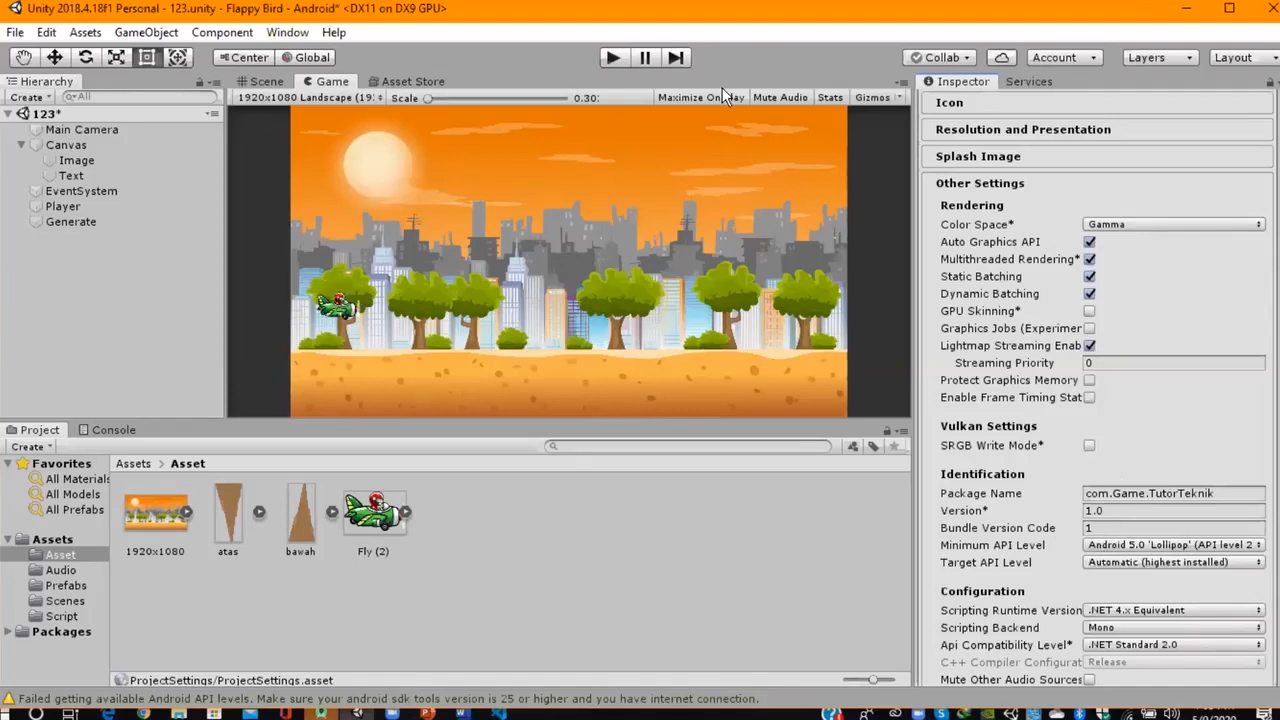 Unity 2018.4.18f1 Personal - 123.unity - Flappy Bird - Android* <DX11 on DX9 GPU>
File Edit Assets GameObject Component Window Help
Center Global Collab Account Layers Layout
Hierarchy Scene Game Asset Store Inspector Services
Create All 1920x1080 Landscape (19: Scale 0.30: Maximize On Play Mute Audio Stats Gizmos
123*
Main Camera
Canvas
Image
Text
EventSystem
Player
Generate
Icon
Resolution and Presentation
Splash Image
Other Settings
Rendering
Color Space* Gamma
Auto Graphics API
Multithreaded Rendering*
Static Batching
Dynamic Batching
GPU Skinning*
Graphics Jobs (Experimer
Lightmap Streaming Enab
Streaming Priority 0
Protect Graphics Memory
Enable Frame Timing Stat
Vulkan Settings
SRGB Write Mode*
Identification
Package Name com.Game.TutorTeknik
Version* 1.0
Bundle Version Code 1
Minimum API Level Android 5.0 'Lollipop' (API level 2
Target API Level Automatic (highest installed)
Configuration
Scripting Runtime Version .NET 4.x Equivalent
Scripting Backend Mono
Api Compatibility Level* .NET Standard 2.0
C++ Compiler Configurat Release
Mute Other Audio Sources
Project Console
Create
Favorites
All Materials
All Models
All Prefabs
Assets
Asset
Audio
Prefabs
Scenes
Script
Packages
Assets > Asset
1920x1080 atas bawah Fly (2)
ProjectSettings/ProjectSettings.asset
Failed getting available Android API levels. Make sure your android sdk tools version is 25 or higher and you have internet connection.